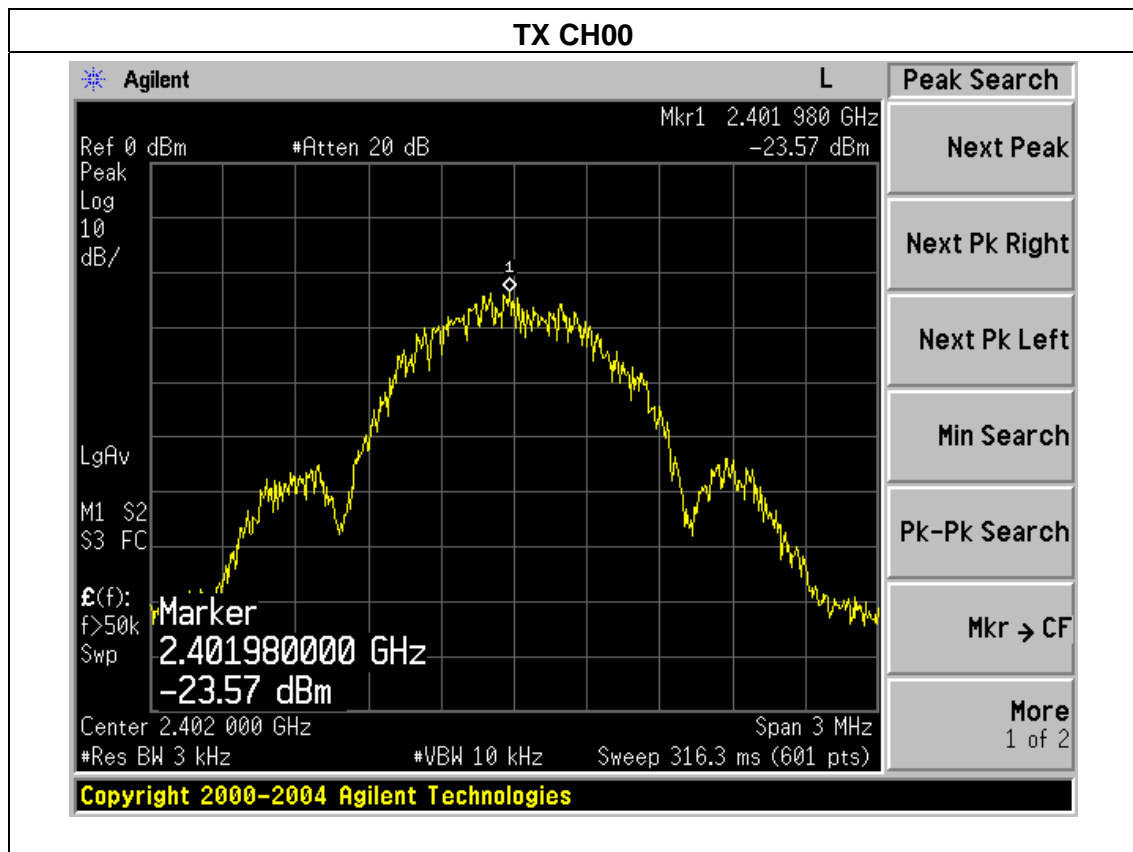 TX CH00
Agilent L Peak Search
Mkr1 2.401 980 GHz
Ref 0 dBm #Atten 20 dB -23.57 dBm
Peak
Log
10
dB/
1
LgAv
M1 S2
S3 FC
£(f):
f>50k
Swp
Marker
2.401980000 GHz
-23.57 dBm
Center 2.402 000 GHz Span 3 MHz
#Res BW 3 kHz #VBW 10 kHz Sweep 316.3 ms (601 pts)
Next Peak
Next Pk Right
Next Pk Left
Min Search
Pk-Pk Search
Mkr → CF
More
1 of 2
Copyright 2000-2004 Agilent Technologies